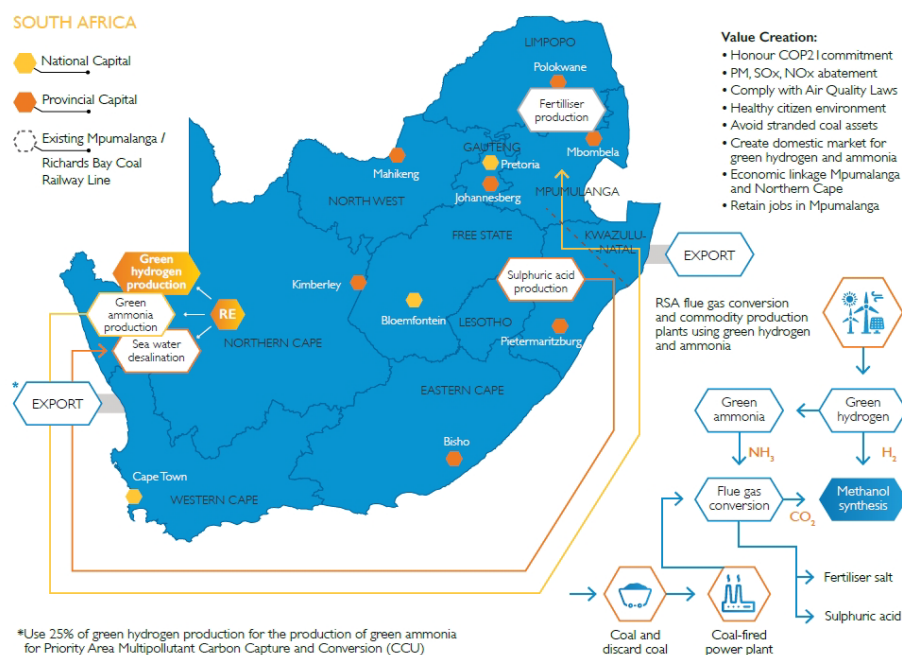 SOUTH AFRICA
National Capital
Provincial Capital
Existing Mpumalanga /
Richards Bay Coal
Railway Line
LIMPOPO
Polokwane
Fertilliser
production
GAUTENG
Pretoria
Mbombela
Mahikeng
Johannesberg
MPUMULANGA
NORTH WEST
FREE STATE
KWAZULU-
NATAL
EXPORT
Green
hydrogen
production
Green
ammonia
production
RE
Sea water
desalination
Kimberley
Bloemfontein
Sulphuric acid
production
LESOTHO
Pietermaritzburg
NORTHERN CAPE
EASTERN CAPE
*
EXPORT
Bisho
Cape Town
WESTERN CAPE
Value Creation:
• Honour COP21commitment
• PM, SOx, NOx abatement
• Comply with Air Quality Laws
• Healthy citizen environment
• Avoid stranded coal assets
• Create domestic market for
green hydrogen and ammonia
• Economic linkage Mpumalanga
and Northern Cape
• Retain jobs in Mpumalanga
RSA flue gas conversion
and commodity production
plants using green hydrogen
and ammonia
Green
ammonia
Green
hydrogen
NH3
H2
Flue gas
conversion
CO2
Methanol
synthesis
Fertiliser salt
Sulphuric acid
Coal and
discard coal
Coal-fired
power plant
*Use 25% of green hydrogen production for the production of green ammonia
for Priority Area Multipollutant Carbon Capture and Conversion (CCU)